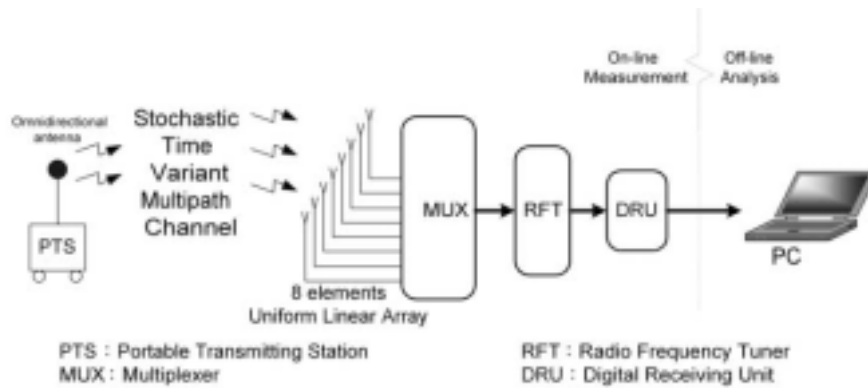 On-line
Measurement
Off-line
Analysis
Omnidirectional
antenna
Stochastic
Time
Variant
Multipath
Channel
PTS
MUX
RFT
DRU
PC
8 elements
Uniform Linear Array
PTS : Portable Transmitting Station
MUX : Multiplexer
RFT : Radio Frequency Tuner
DRU : Digital Receiving Unit